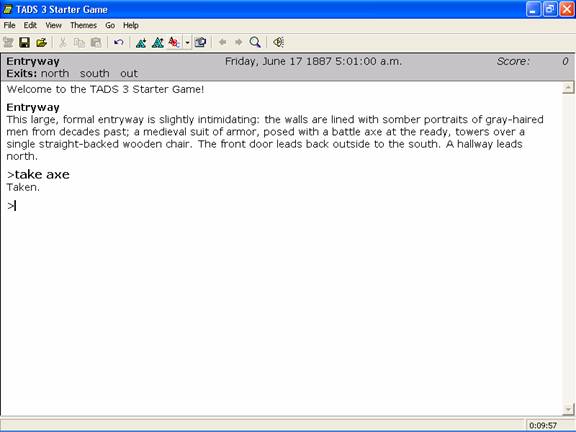 TADS 3 Starter Game
File Edit View Themes Go Help
Entryway Friday, June 17 1887 5:01:00 a.m. Score: 0
Exits: north south out
Welcome to the TADS 3 Starter Game!
Entryway
This large, formal entryway is slightly intimidating: the walls are lined with somber portraits of gray-haired
men from decades past; a medieval suit of armor, posed with a battle axe at the ready, towers over a
single straight-backed wooden chair. The front door leads back outside to the south. A hallway leads
north.
>take axe
Taken.
>
0:09:57